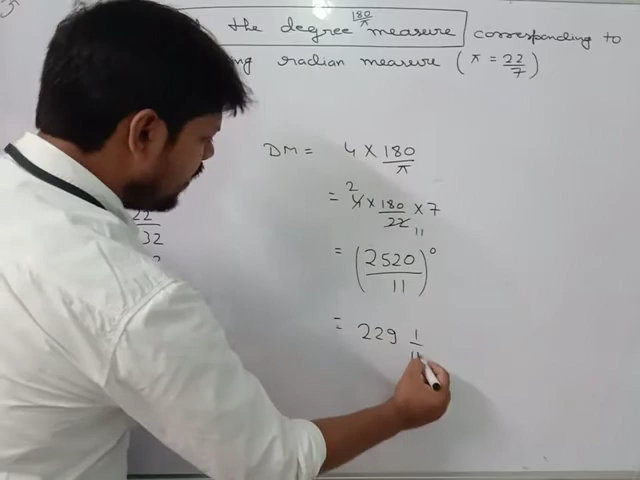 the degree 180/π measure corresponding to
ing radian measure ( π = 22/7 )
DM = 4 × 180/π
= 4 2 × 180/22 11 × 7
= (2520/11)°
= 229 1/11
22
32